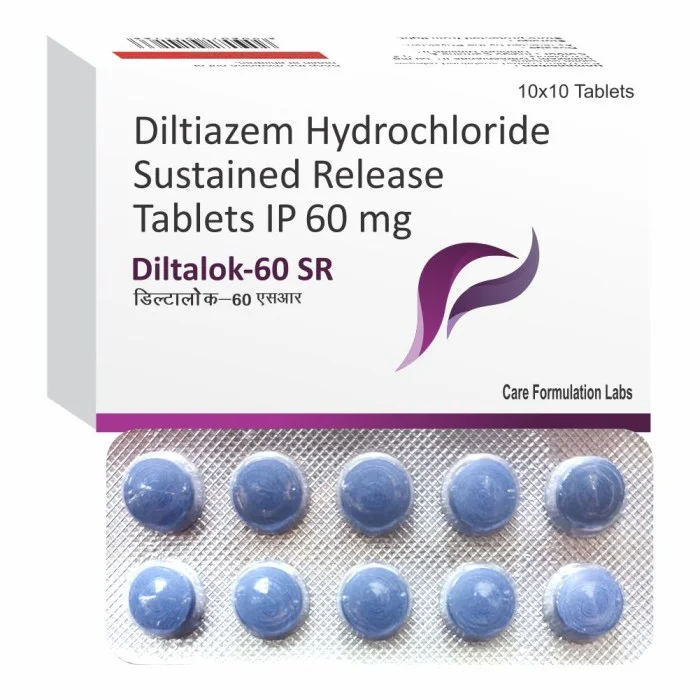 10x10 Tablets
Diltiazem Hydrochloride
Sustained Release
Tablets IP 60 mg
Diltalok-60 SR
डिल्टालोक–60 एसआर
Care Formulation Labs